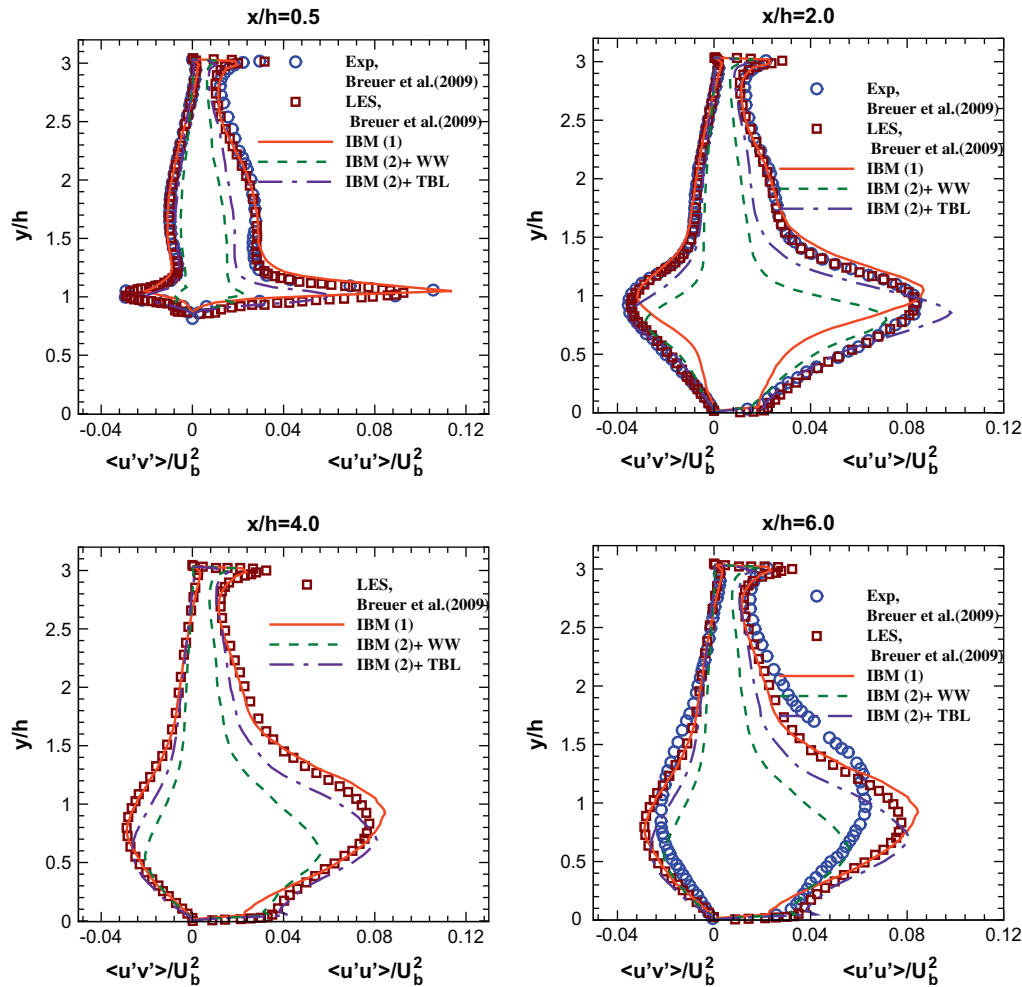 x/h=0.5
y/h
3
2
1
0
-0.04
0
0.04
0.08
0.12
Exp,
Breuer et al.(2009)
LES,
Breuer et al.(2009)
IBM (1)
IBM (2)+ WW
IBM (2)+ TBL
<u'v'>/U_b^2
<u'u'>/U_b^2
x/h=2.0
y/h
3
2.5
2
1.5
1
0.5
0
-0.04
0
0.04
0.08
0.12
Exp,
Breuer et al.(2009)
LES,
Breuer et al.(2009)
IBM (1)
IBM (2)+ WW
IBM (2)+ TBL
<u'v'>/U_b^2
<u'u'>/U_b^2
x/h=4.0
y/h
3
2.5
2
1.5
1
0.5
0
-0.04
0
0.04
0.08
0.12
LES,
Breuer et al.(2009)
IBM (1)
IBM (2)+ WW
IBM (2)+ TBL
<u'v'>/U_b^2
<u'u'>/U_b^2
x/h=6.0
y/h
3
2.5
2
1.5
1
0.5
0
-0.04
0
0.04
0.08
0.12
Exp,
Breuer et al.(2009)
LES,
Breuer et al.(2009)
IBM (1)
IBM (2)+ WW
IBM (2)+ TBL
<u'v'>/U_b^2
<u'u'>/U_b^2